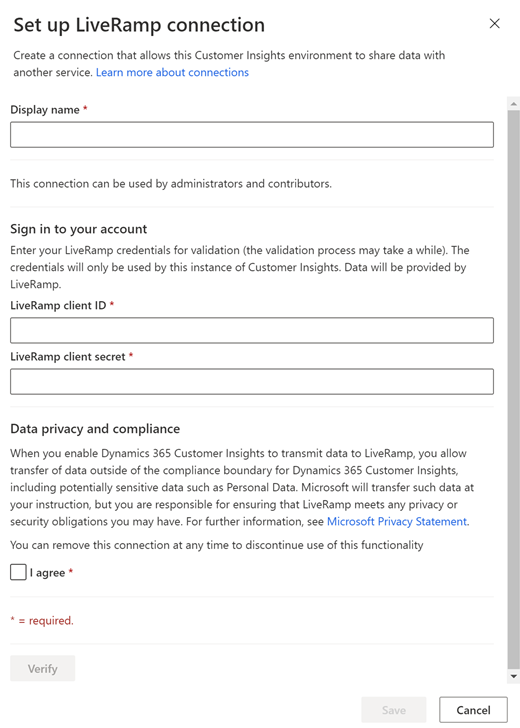 Set up LiveRamp connection
Create a connection that allows this Customer Insights environment to share data with
another service. Learn more about connections
Display name *
This connection can be used by administrators and contributors.
Sign in to your account
Enter your LiveRamp credentials for validation (the validation process may take a while). The
credentials will only be used by this instance of Customer Insights. Data will be provided by
LiveRamp.
LiveRamp client ID *
LiveRamp client secret *
Data privacy and compliance
When you enable Dynamics 365 Customer Insights to transmit data to LiveRamp, you allow
transfer of data outside of the compliance boundary for Dynamics 365 Customer Insights,
including potentially sensitive data such as Personal Data. Microsoft will transfer such data at
your instruction, but you are responsible for ensuring that LiveRamp meets any privacy or
security obligations you may have. For further information, see Microsoft Privacy Statement.
You can remove this connection at any time to discontinue use of this functionality
I agree *
* = required.
Verify
Save Cancel